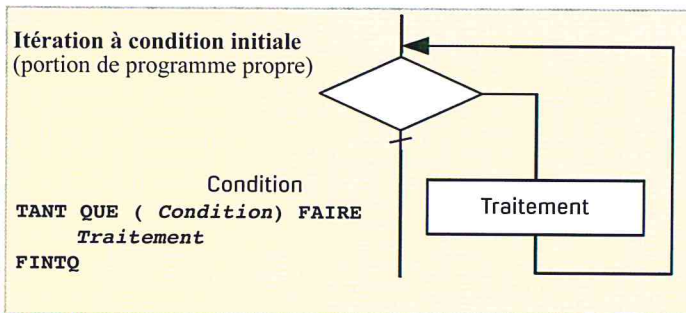 Itération à condition initiale
(portion de programme propre)
Condition
TANT QUE ( Condition) FAIRE
Traitement
FINTQ
Traitement